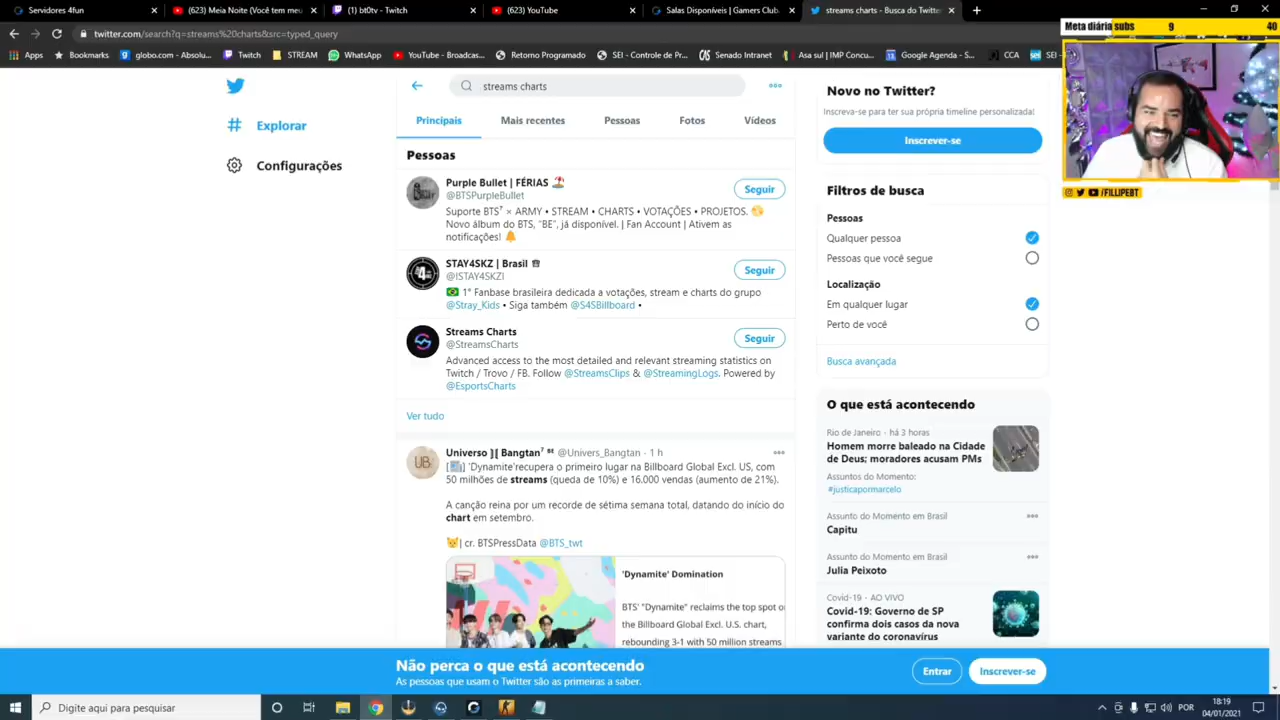 Servidores 4fun
(623) Meia Noite (Você tem meu
(1) bt0tv - Twitch
(623) YouTube
Salas Disponíveis | Gamers Club
streams charts - Busca do Twitter
twitter.com/search?q=streams%20charts&src=typed_query
Apps
Bookmarks
globo.com - Absolu...
Twitch
STREAM
YouTube - Broadcas...
Retorno Programado
SEI - Controle de Pr...
Senado Intranet
Asa sul | IMP Concu...
Google Agenda - S...
CCA
SEI
Meta diária subs 9 40
/FILLIPEBT
Explorar
Configurações
streams charts
Principais
Mais recentes
Pessoas
Fotos
Vídeos
Pessoas
Purple Bullet | FÉRIAS 🏖
@BTSPurpleBullet
Seguir
Suporte BTS⁷ × ARMY • STREAM • CHARTS • VOTAÇÕES • PROJETOS.
Novo álbum do BTS, "BE", já disponível. | Fan Account | Ativem as
notificações! 🔔
STAY4SKZ | Brasil
@ISTAY4SKZI
Seguir
🇧🇷 1° Fanbase brasileira dedicada a votações, stream e charts do grupo
@Stray_Kids • Siga também @S4SBillboard •
Streams Charts
@StreamsCharts
Seguir
Advanced access to the most detailed and relevant streaming statistics on
Twitch / Trovo / FB. Follow @StreamsClips & @StreamingLogs. Powered by
@EsportsCharts
Ver tudo
UB:
Universo ⟭⟬ Bangtan⁷ @Univers_Bangtan · 1 h
[📰] 'Dynamite'recupera o primeiro lugar na Billboard Global Excl. US, com
50 milhões de streams (queda de 10%) e 16.000 vendas (aumento de 21%).
A canção reina por um recorde de sétima semana total, datando do início do
chart em setembro.
🐱| cr. BTSPressData @BTS_twt
'Dynamite' Domination
BTS' "Dynamite" reclaims the top spot o
the Billboard Global Excl. U.S. chart,
rebounding 3-1 with 50 million streams
Novo no Twitter?
Inscreva-se para ter sua própria timeline personalizada!
Inscrever-se
Filtros de busca
Pessoas
Qualquer pessoa
Pessoas que você segue
Localização
Em qualquer lugar
Perto de você
Busca avançada
O que está acontecendo
Rio de Janeiro · há 3 horas
Homem morre baleado na Cidade
de Deus; moradores acusam PMs
Assuntos do Momento:
#justicapormarcelo
Assunto do Momento em Brasil
Capitu
Assunto do Momento em Brasil
Julia Peixoto
Covid-19 · AO VIVO
Covid-19: Governo de SP
confirma dois casos da nova
variante do coronavírus
Não perca o que está acontecendo
As pessoas que usam o Twitter são as primeiras a saber.
Entrar
Inscrever-se
Digite aqui para pesquisar
POR
18:19
04/01/2021